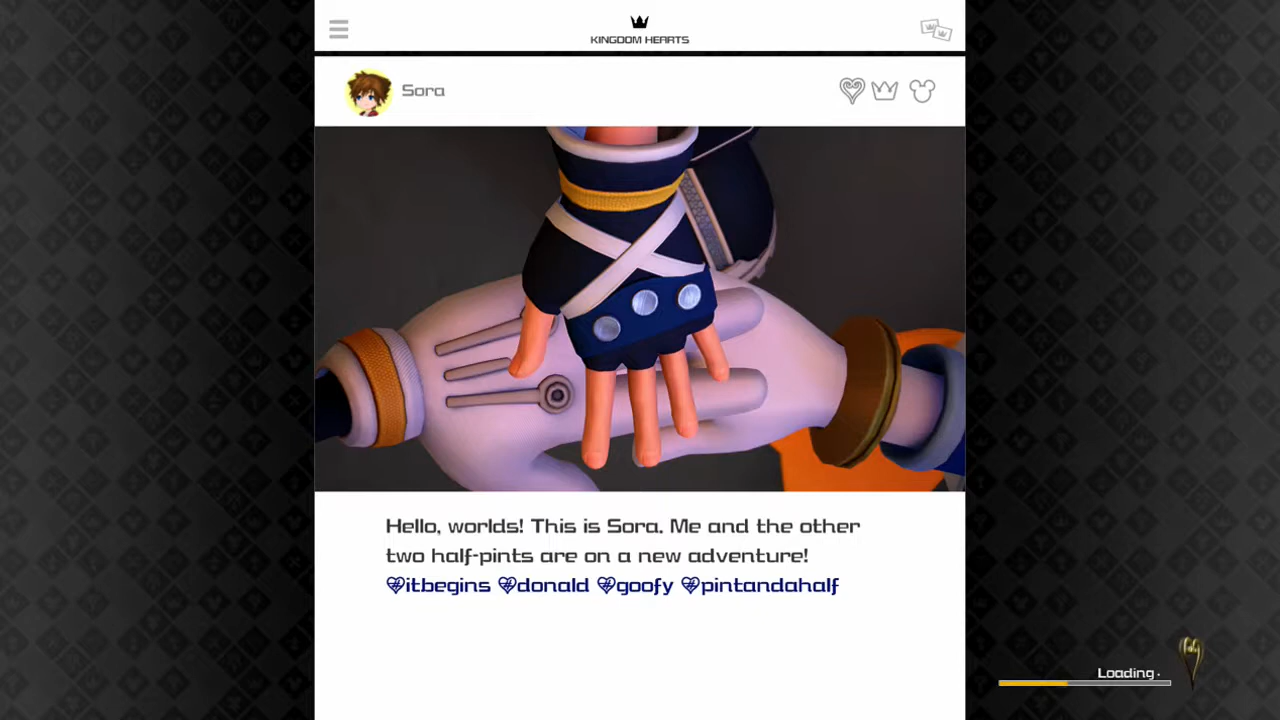 KINGDOM HEARTS
Sora
Hello, worlds! This is Sora. Me and the other
two half-pints are on a new adventure!
#itbegins #donald #goofy #pintandahalf
Loading.